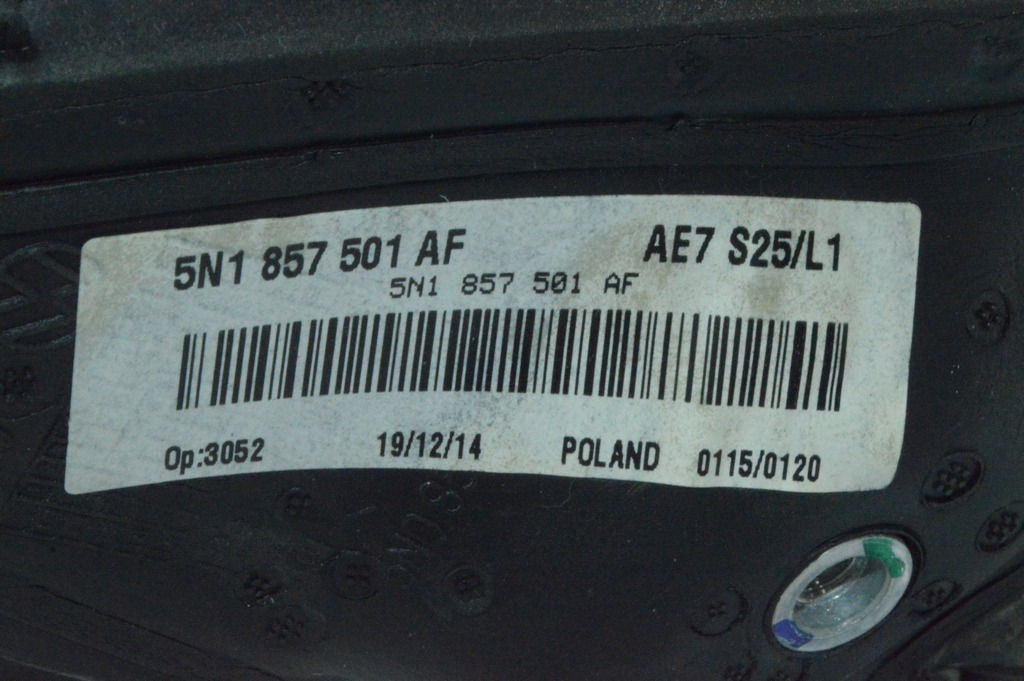 5N1 857 501 AF AE7 S25/L1
5N1 857 501 AF
Op:3052 19/12/14 POLAND 0115/0120